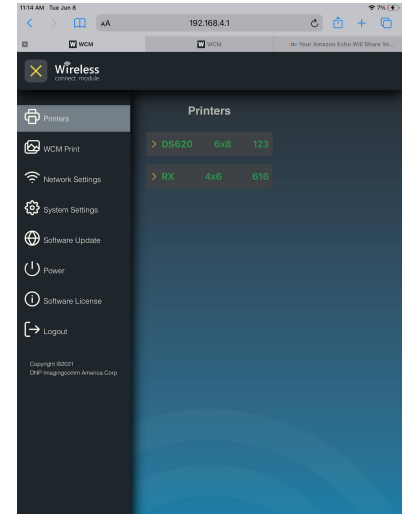 11:14 AM Tue Jun 8
7%
AA
192.168.4.1
W WCM
W WCM
Your Amazon Echo Will Share Yo...
Wireless
connect module
Printers
WCM Print
Network Settings
System Settings
Software Update
Power
Software License
Logout
Copyright ©2021
DNP Imagingcomm America Corp
Printers
> DS620 6x8 123
> RX 4x6 616